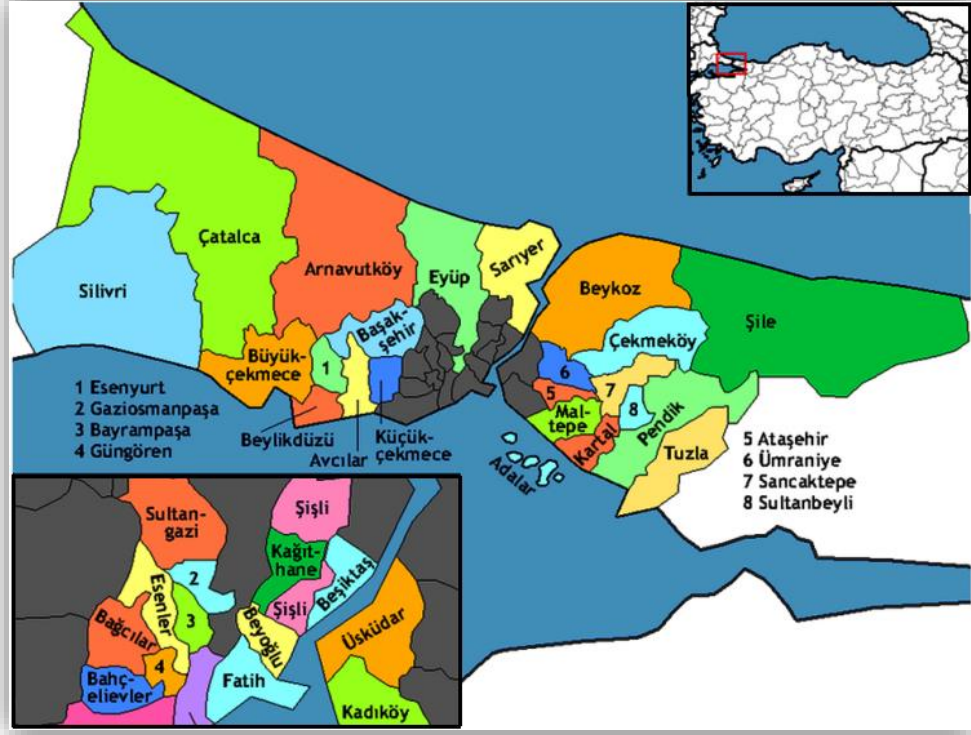 Çatalca
Silivri
Arnavutköy
Eyüp
Sarıyer
Beykoz
Şile
Çekmeköy
Başak-
şehir
Büyük-
çekmece
1
6
5
7
8
Mal-
tepe
Kartal
Pendik
Tuzla
Beylikdüzü
Avcılar
Küçük-
çekmece
Adalar
1 Esenyurt
2 Gaziosmanpaşa
3 Bayrampaşa
4 Güngören
5 Ataşehir
6 Ümraniye
7 Sancaktepe
8 Sultanbeyli
Sultan-
gazi
Şişli
Kağıt-
hane
Beşiktaş
2
Esenler
3
Şişli
Beyoğlu
Üsküdar
Bağcılar
4
Bahç-
elievler
Fatih
Kadıköy